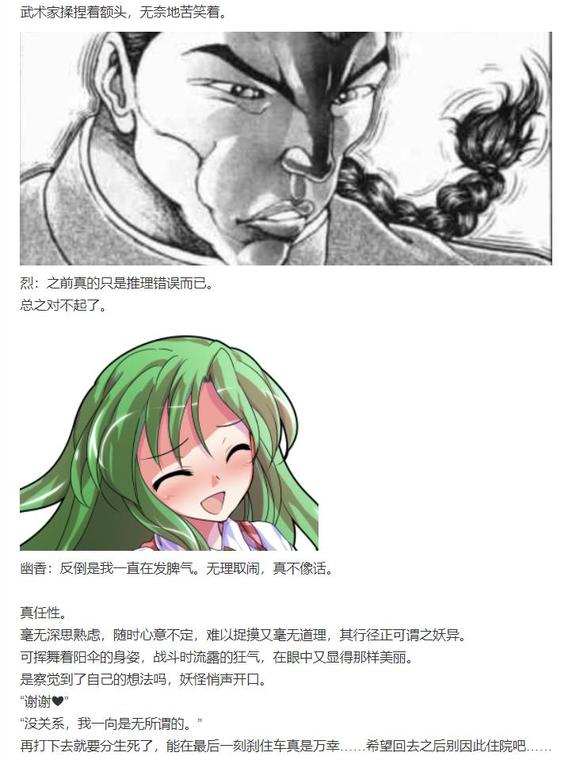 武术家揉捏着额头，无奈地苦笑着。
烈：之前真的只是推理错误而已。
总之对不起了。
幽香：反倒是我一直在发脾气。无理取闹，真不像话。
真任性。
毫无深思熟虑，随时心意不定，难以捉摸又毫无道理，其行径正可谓之妖异。
可挥舞着阳伞的身姿，战斗时流露的狂气，在眼中又显得那样美丽。
是察觉到了自己的想法吗，妖怪悄声开口。
“谢谢♥”
“没关系，我一向是无所谓的。”
再打下去就要分生死了，能在最后一刻刹住车真是万幸……希望回去之后别因此住院吧……